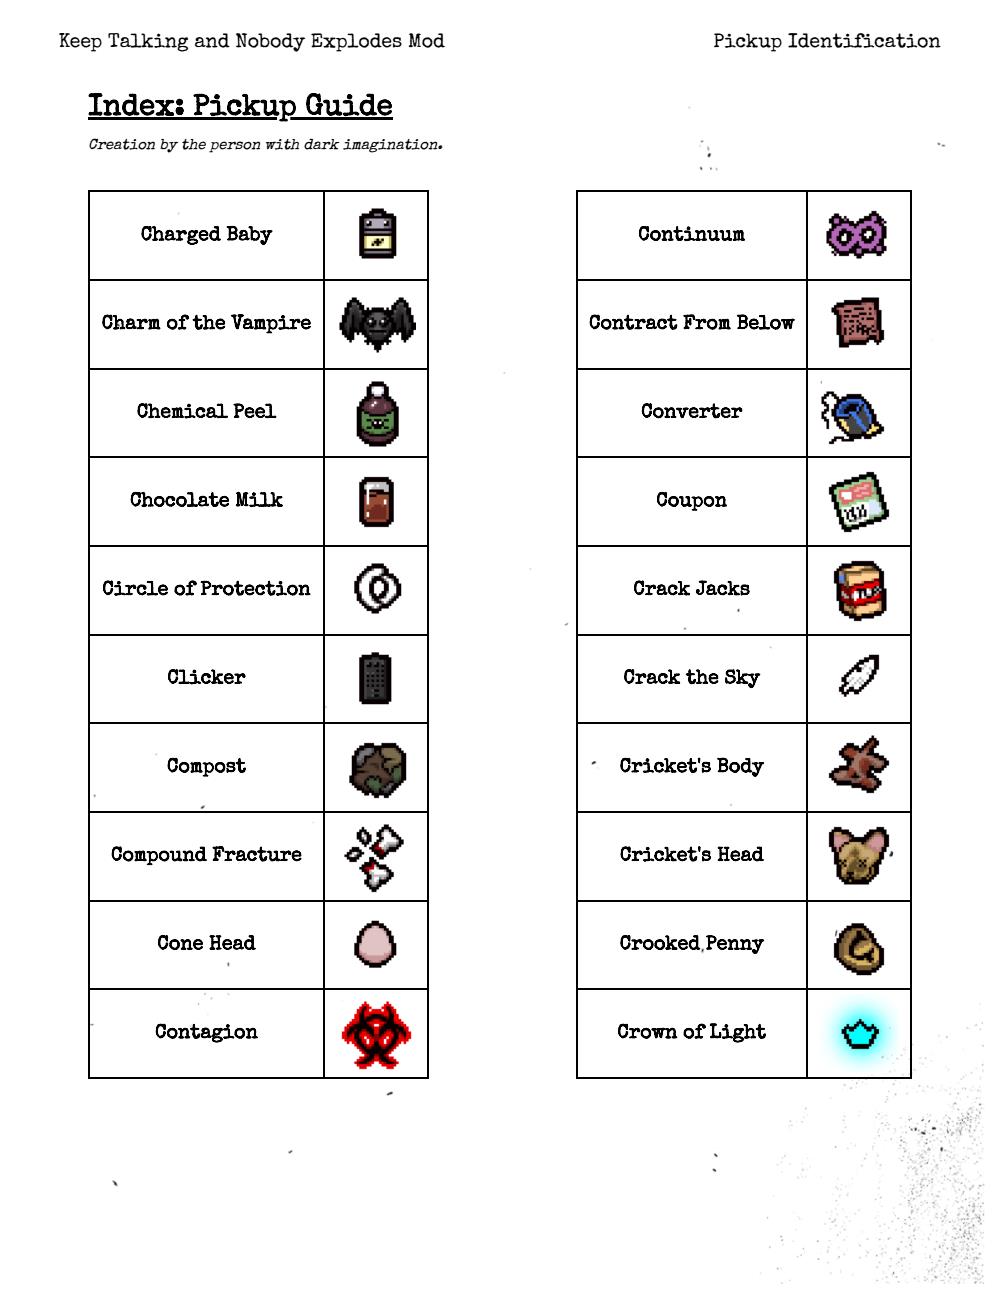 Keep Talking and Nobody Explodes Mod
Pickup Identification
Index: Pickup Guide
Creation by the person with dark imagination.
Charged Baby
Charm of the Vampire
Chemical Peel
Chocolate Milk
Circle of Protection
Clicker
Compost
Compound Fracture
Cone Head
Contagion
Continuum
Contract From Below
Converter
Coupon
Crack Jacks
Crack the Sky
Cricket's Body
Cricket's Head
Crooked Penny
Crown of Light